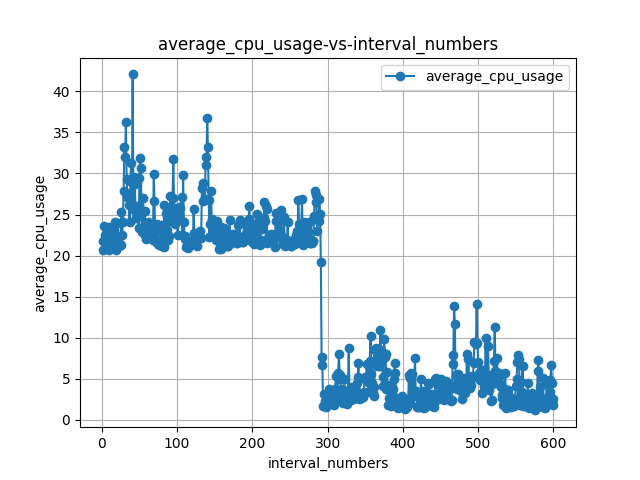 average_cpu_usage-vs-interval_numbers
average_cpu_usage
40
35
30
25
20
15
10
5
0
average_cpu_usage
0 100 200 300 400 500 600
interval_numbers